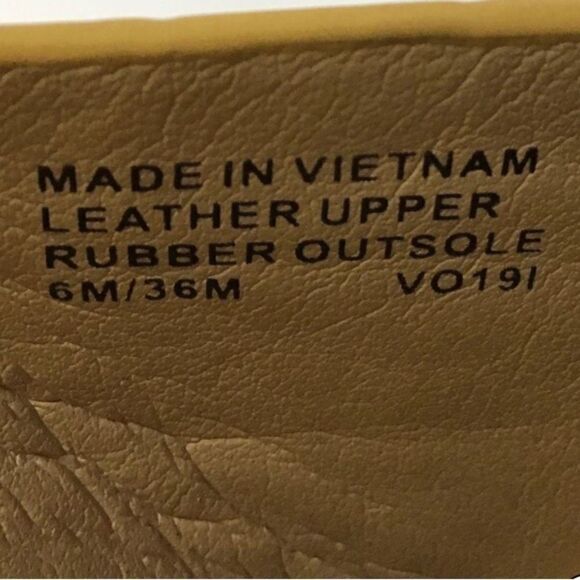 MADE IN VIETNAM
LEATHER UPPER
RUBBER OUTSOLE
6M/36M VO19I